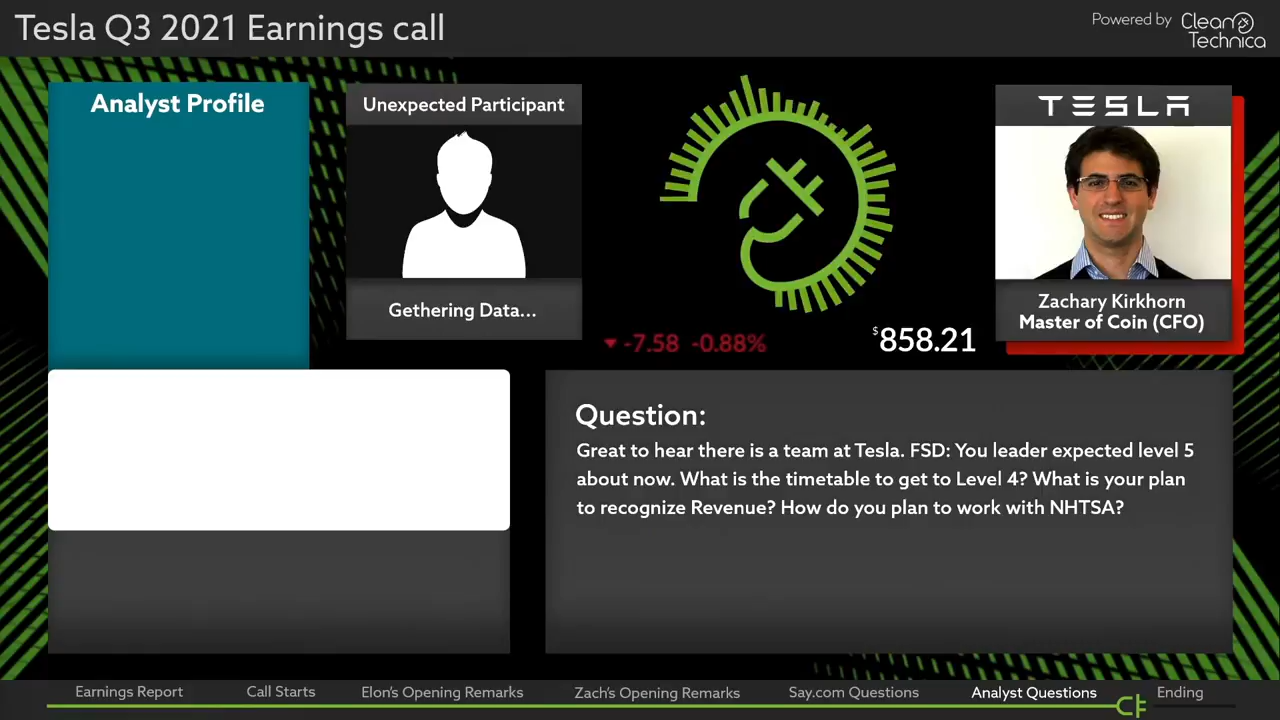 Tesla Q3 2021 Earnings call
Powered by
Clean
Technica
Analyst Profile
Unexpected Participant
Gethering Data...
-7.58 -0.88%
$858.21
TESLA
Zachary Kirkhorn
Master of Coin (CFO)
Question:
Great to hear there is a team at Tesla. FSD: You leader expected level 5
about now. What is the timetable to get to Level 4? What is your plan
to recognize Revenue? How do you plan to work with NHTSA?
Earnings Report
Call Starts
Elon's Opening Remarks
Zach's Opening Remarks
Say.com Questions
Analyst Questions
Ending